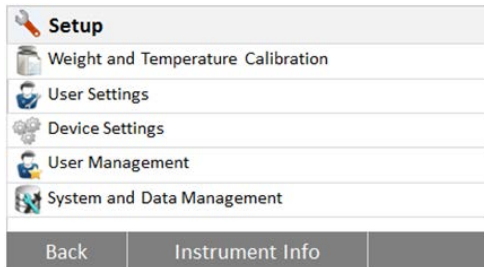 Setup
Weight and Temperature Calibration
User Settings
Device Settings
User Management
System and Data Management
Back Instrument Info